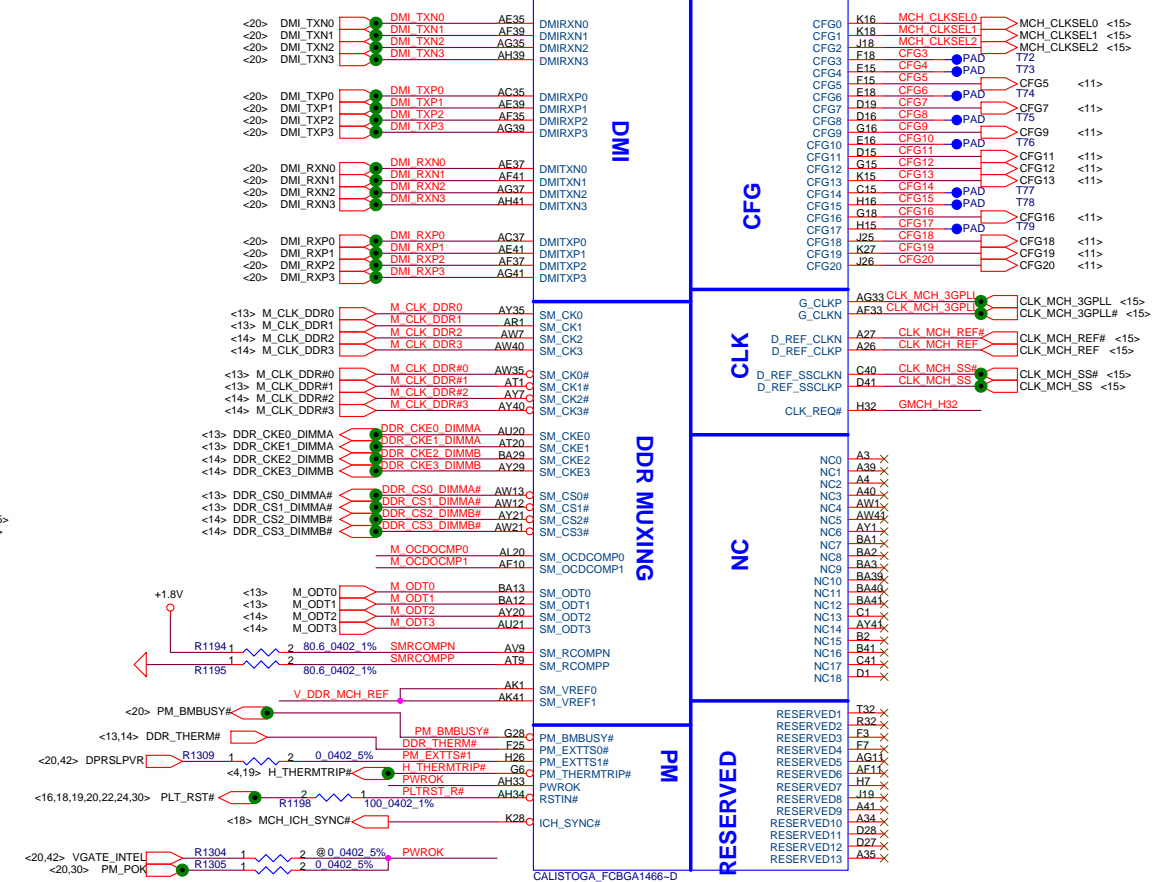 <20> DMI_TXN0 DMI_TXN0 AE35 DMIRXN0
<20> DMI_TXN1 DMI_TXN1 AF39 DMIRXN1
<20> DMI_TXN2 DMI_TXN2 AG35 DMIRXN2
<20> DMI_TXN3 DMI_TXN3 AH39 DMIRXN3
<20> DMI_TXP0 DMI_TXP0 AC35 DMIRXP0
<20> DMI_TXP1 DMI_TXP1 AE39 DMIRXP1
<20> DMI_TXP2 DMI_TXP2 AF35 DMIRXP2
<20> DMI_TXP3 DMI_TXP3 AG39 DMIRXP3
<20> DMI_RXN0 DMI_RXN0 AE37 DMITXN0
<20> DMI_RXN1 DMI_RXN1 AF41 DMITXN1
<20> DMI_RXN2 DMI_RXN2 AG37 DMITXN2
<20> DMI_RXN3 DMI_RXN3 AH41 DMITXN3
<20> DMI_RXP0 DMI_RXP0 AC37 DMITXP0
<20> DMI_RXP1 DMI_RXP1 AE41 DMITXP1
<20> DMI_RXP2 DMI_RXP2 AF37 DMITXP2
<20> DMI_RXP3 DMI_RXP3 AG41 DMITXP3
DMI
<13> M_CLK_DDR0 M_CLK_DDR0 AY35 SM_CK0
<13> M_CLK_DDR1 M_CLK_DDR1 AR1 SM_CK1
<14> M_CLK_DDR2 M_CLK_DDR2 AW7 SM_CK2
<14> M_CLK_DDR3 M_CLK_DDR3 AW40 SM_CK3
<13> M_CLK_DDR#0 M_CLK_DDR#0 AW35 SM_CK0#
<13> M_CLK_DDR#1 M_CLK_DDR#1 AT1 SM_CK1#
<14> M_CLK_DDR#2 M_CLK_DDR#2 AY7 SM_CK2#
<14> M_CLK_DDR#3 M_CLK_DDR#3 AY40 SM_CK3#
<13> DDR_CKE0_DIMMA DDR_CKE0_DIMMA AU20 SM_CKE0
<13> DDR_CKE1_DIMMA DDR_CKE1_DIMMA AT20 SM_CKE1
<14> DDR_CKE2_DIMMB DDR_CKE2_DIMMB BA29 SM_CKE2
<14> DDR_CKE3_DIMMB DDR_CKE3_DIMMB AY29 SM_CKE3
<13> DDR_CS0_DIMMA# DDR_CS0_DIMMA# AW13 SM_CS0#
<13> DDR_CS1_DIMMA# DDR_CS1_DIMMA# AW12 SM_CS1#
<14> DDR_CS2_DIMMB# DDR_CS2_DIMMB# AY21 SM_CS2#
<14> DDR_CS3_DIMMB# DDR_CS3_DIMMB# AW21 SM_CS3#
M_OCDOCMP0 AL20 SM_OCDCOMP0
M_OCDOCMP1 AF10 SM_OCDCOMP1
<13> M_ODT0 M_ODT0 BA13 SM_ODT0
<13> M_ODT1 M_ODT1 BA12 SM_ODT1
<14> M_ODT2 M_ODT2 AY20 SM_ODT2
<14> M_ODT3 M_ODT3 AU21 SM_ODT3
+1.8V
R1194 1 2 80.6_0402_1% SMRCOMPN AV9 SM_RCOMPN
R1195 1 2 80.6_0402_1% SMRCOMPP AT9 SM_RCOMPP
V_DDR_MCH_REF AK1 SM_VREF0
AK41 SM_VREF1
DDR MUXING
<20> PM_BMBUSY# PM_BMBUSY# G28 PM_BMBUSY#
<13,14> DDR_THERM# DDR_THERM# F25 PM_EXTTS0#
<20,42> DPRSLPVR R1309 1 2 0_0402_5% PM_EXTTS#1 H26 PM_EXTTS1#
<4,19> H_THERMTRIP# H_THERMTRIP# G6 PM_THERMTRIP#
PWROK AH33 PWROK
<16,18,19,20,22,24,30> PLT_RST# R1198 2 1 100_0402_1% PLTRST_R# AH34 RSTIN#
<18> MCH_ICH_SYNC# K28 ICH_SYNC#
PM
<20,42> VGATE_INTEL R1304 1 2 @0_0402_5% PWROK
<20,30> PM_POK R1305 1 2 0_0402_5%
CALISTOGA_FCBGA1466~D
CFG0 K16 MCH_CLKSEL0 MCH_CLKSEL0 <15>
CFG1 K18 MCH_CLKSEL1 MCH_CLKSEL1 <15>
CFG2 J18 MCH_CLKSEL2 MCH_CLKSEL2 <15>
CFG3 F18 CFG3 PAD T72
CFG4 E15 CFG4 PAD T73
CFG5 F15 CFG5 CFG5 <11>
CFG6 E18 CFG6 PAD T74
CFG7 D19 CFG7 CFG7 <11>
CFG8 D16 CFG8 PAD T75
CFG9 G16 CFG9 CFG9 <11>
CFG10 E16 CFG10 PAD T76
CFG11 D15 CFG11 CFG11 <11>
CFG12 G15 CFG12 CFG12 <11>
CFG13 K15 CFG13 CFG13 <11>
CFG14 C15 CFG14 PAD T77
CFG15 H16 CFG15 PAD T78
CFG16 G18 CFG16 CFG16 <11>
CFG17 H15 CFG17 PAD T79
CFG18 J25 CFG18 CFG18 <11>
CFG19 K27 CFG19 CFG19 <11>
CFG20 J26 CFG20 CFG20 <11>
CFG
G_CLKP AG33 CLK_MCH_3GPLL CLK_MCH_3GPLL <15>
G_CLKN AF33 CLK_MCH_3GPLL# <15>
D_REF_CLKN A27 CLK_MCH_REF# CLK_MCH_REF# <15>
D_REF_CLKP A26 CLK_MCH_REF CLK_MCH_REF <15>
D_REF_SSCLKN C40 CLK_MCH_SS# CLK_MCH_SS# <15>
D_REF_SSCLKP D41 CLK_MCH_SS CLK_MCH_SS <15>
CLK_REQ# H32 GMCH_H32
CLK
NC0 A3
NC1 A39
NC2 A4
NC3 A40
NC4 AW1
NC5 AW41
NC6 AY1
NC7 BA1
NC8 BA2
NC9 BA3
NC10 BA39
NC11 BA40
NC12 BA41
NC13 C1
NC14 AY41
NC15 B2
NC16 B41
NC17 C41
NC18 D1
NC
RESERVED1 T32
RESERVED2 R32
RESERVED3 F3
RESERVED4 F7
RESERVED5 AG11
RESERVED6 AF11
RESERVED7 H7
RESERVED8 J19
RESERVED9 A41
RESERVED10 A34
RESERVED11 D28
RESERVED12 D27
RESERVED13 A35
RESERVED